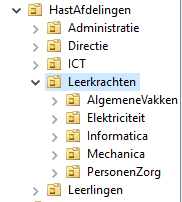 HastAfdelingen
Administratie
Directie
ICT
Leerkrachten
AlgemeneVakken
Elektriciteit
Informatica
Mechanica
PersonenZorg
Leerlingen